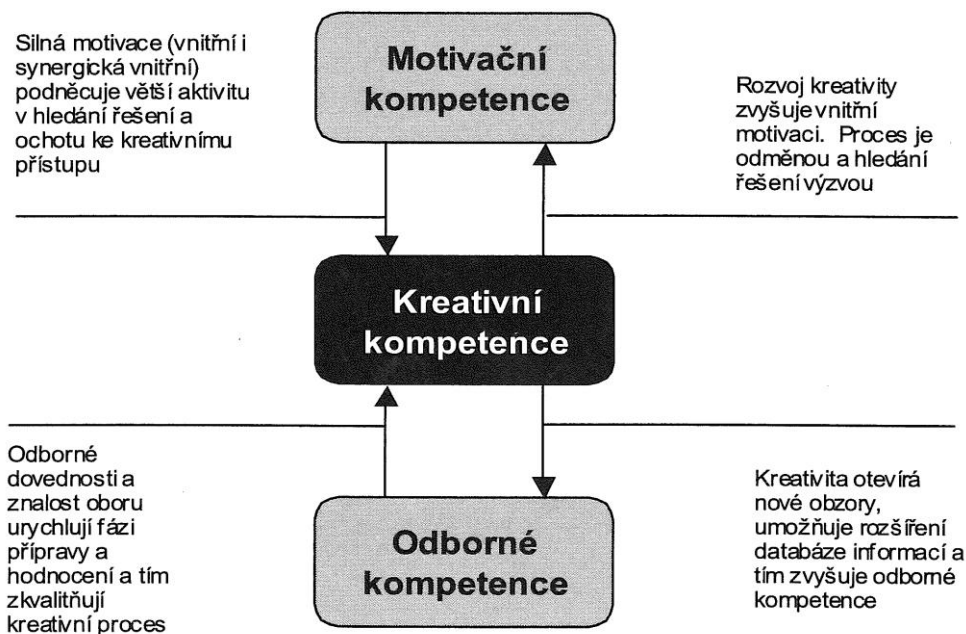 Silná motivace (vnitřní i
synergická vnitřní)
podněcuje větší aktivitu
v hledání řešení a
ochotu ke kreativnímu
přístupu
Motivační
kompetence
Rozvoj kreativity
zvyšuje vnitřní
motivaci. Proces je
odměnou a hledání
řešení výzvou
Kreativní
kompetence
Odborné
dovednosti a
znalost oboru
urychlují fázi
přípravy a
hodnocení a tím
zkvalitňují
kreativní proces
Odborné
kompetence
Kreativita otevírá
nové obzory,
umožňuje rozšíření
databáze informací a
tím zvyšuje odborné
kompetence